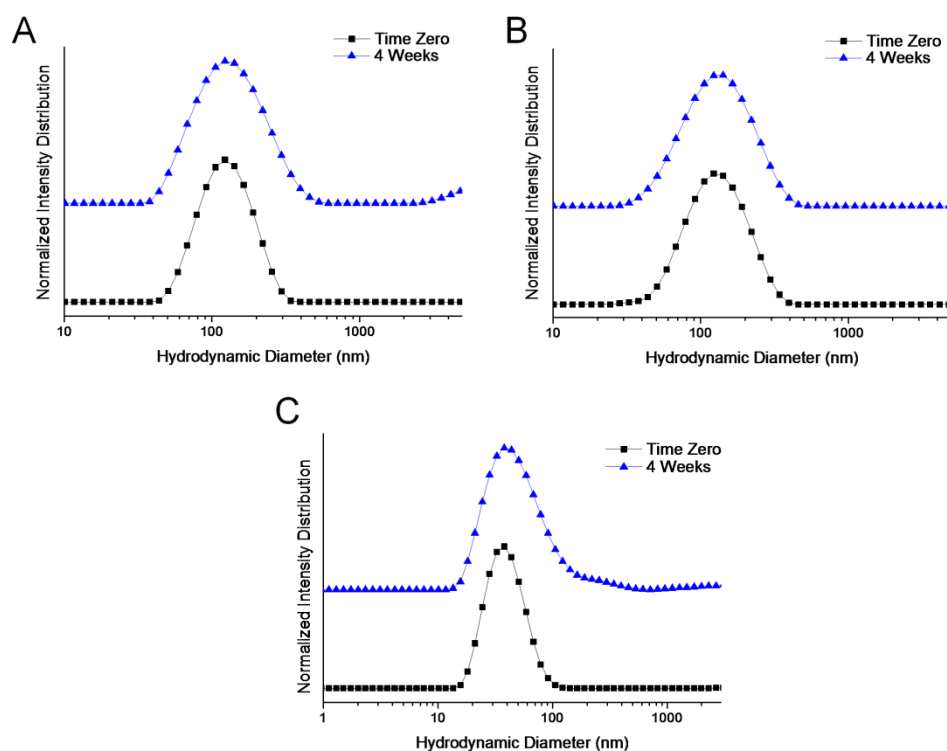 A
Time Zero
4 Weeks
Normalized Intensity Distribution
10 100 1000
Hydrodynamic Diameter (nm)
B
Time Zero
4 Weeks
Normalized Intensity Distribution
10 100 1000
Hydrodynamic Diameter (nm)
C
Time Zero
4 Weeks
Normalized Intensity Distribution
1 10 100 1000
Hydrodynamic Diameter (nm)